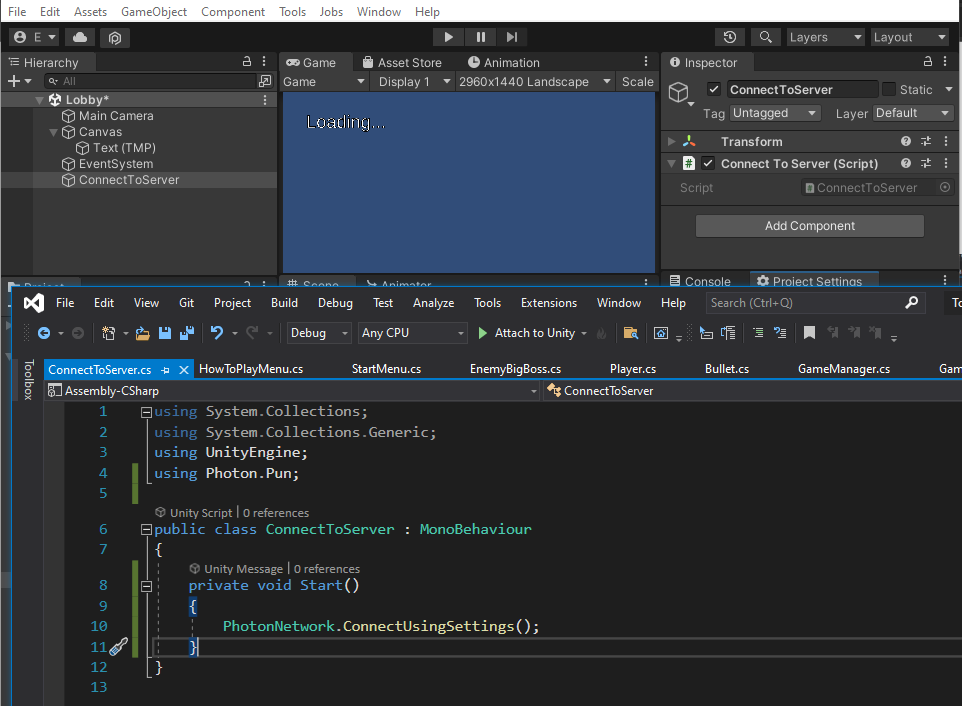 File Edit Assets GameObject Component Tools Jobs Window Help
E Layers Layout
Hierarchy Game Asset Store Animation Inspector
All Game Display 1 2960x1440 Landscape Scale ConnectToServer Static
Lobby*
Main Camera Tag Untagged Layer Default
Canvas Loading...
Text (TMP) Transform
EventSystem # Connect To Server (Script)
ConnectToServer Script # ConnectToServer
Add Component
Project # Scene Animator Console Project Settings
File Edit View Git Project Build Debug Test Analyze Tools Extensions Window Help Search (Ctrl+Q) To
Debug Any CPU Attach to Unity
Toolbox
ConnectToServer.cs HowToPlayMenu.cs StartMenu.cs EnemyBigBoss.cs Player.cs Bullet.cs GameManager.cs Gam
Assembly-CSharp ConnectToServer
1 using System.Collections;
2 using System.Collections.Generic;
3 using UnityEngine;
4 using Photon.Pun;
5
Unity Script | 0 references
6 public class ConnectToServer : MonoBehaviour
7 {
Unity Message | 0 references
8 private void Start()
9 {
10 PhotonNetwork.ConnectUsingSettings();
11 }
12 }
13